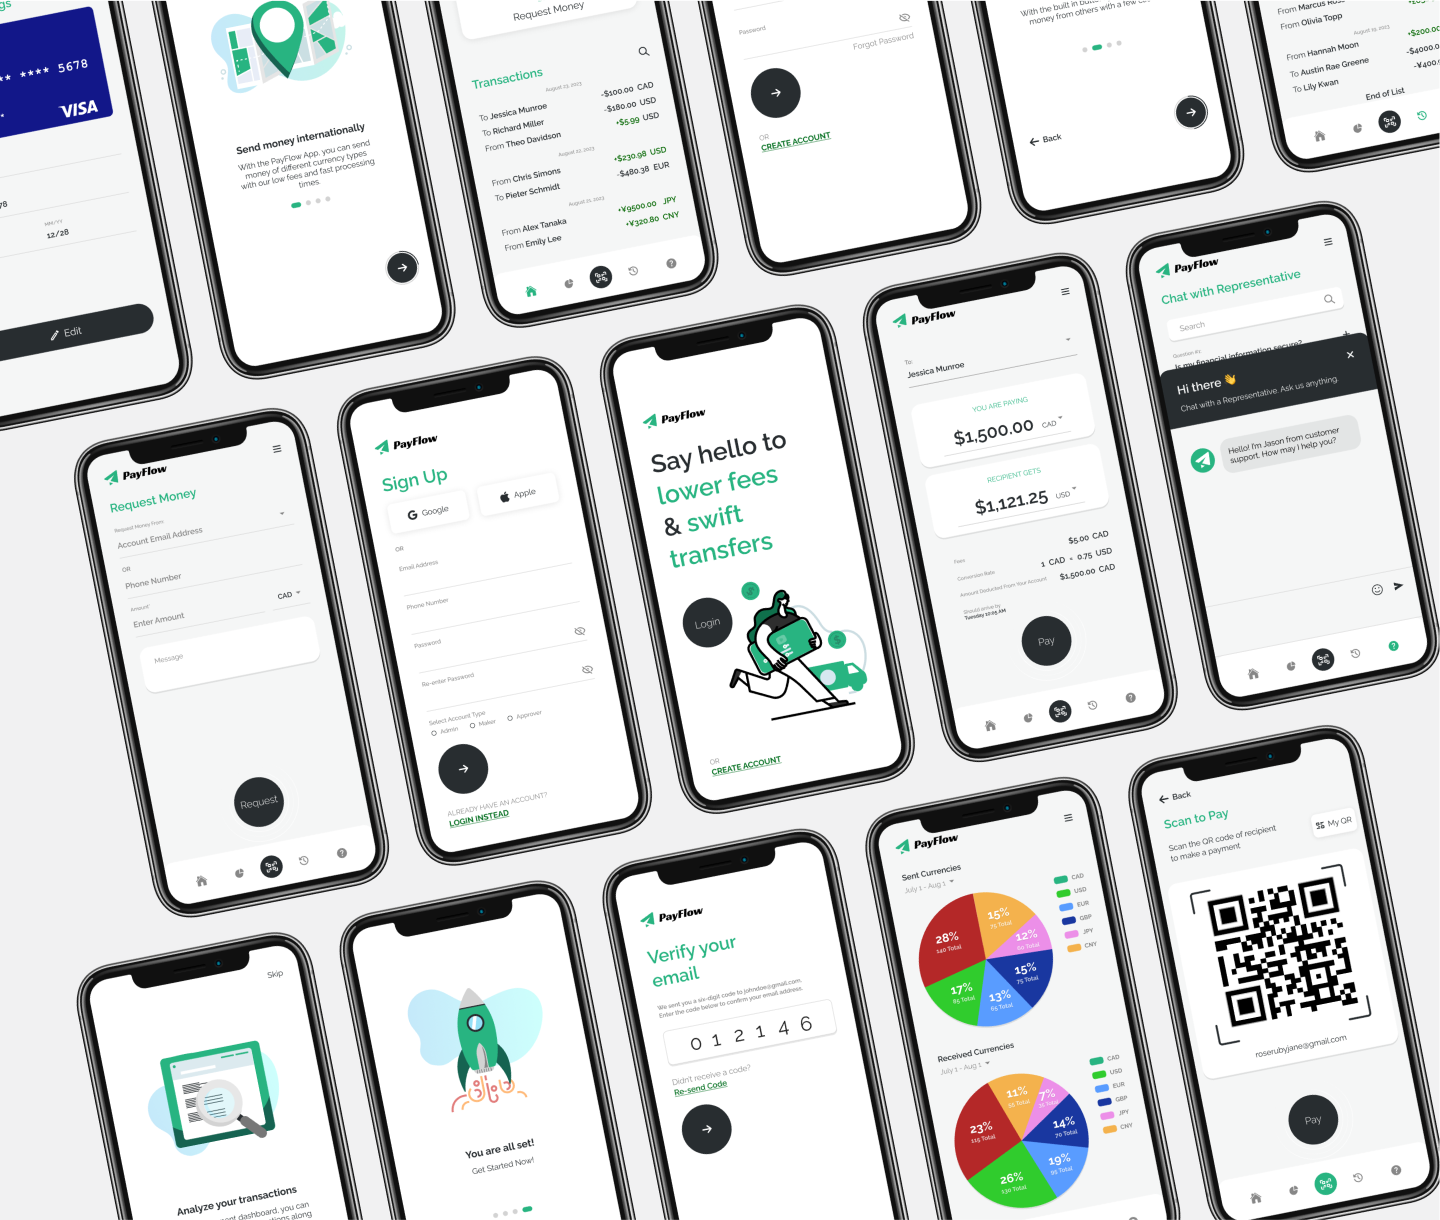 gs
** **** 5678
VISA
78
MM/YY
12/28
Edit
Send money internationally
With the PayFlow App, you can send
money of different currency types
with our low fees and fast processing
times.
Request Money
Transactions
August 23, 2023
To Jessica Munroe -$100.00 CAD
To Richard Miller -$180.00 USD
From Theo Davidson +$5.99 USD
August 22, 2023
From Chris Simons +$230.98 USD
To Pieter Schmidt -$480.38 EUR
August 21, 2023
From Alex Tanaka +¥9500.00 JPY
From Emily Lee +¥320.80 CNY
Password
Forgot Password
OR
CREATE ACCOUNT
With the built in
money from others with a few
Back
From Marcus
From Olivia Topp
August 19, 2023
From Hannah Moon +$200.00
To Austin Rae Greene -$4000.0
To Lily Kwan -¥400.
End of List
PayFlow
Request Money
Request Money From
Account Email Address
OR
Phone Number
Amount*
Enter Amount CAD
Message
Request
PayFlow
Sign Up
Google
Apple
OR
Email Address
Phone Number
Password
Re-enter Password
Select Account Type
Admin Maker Approver
ALREADY HAVE AN ACCOUNT?
LOGIN INSTEAD
PayFlow
Say hello to
lower fees
& swift
transfers
Login
OR
CREATE ACCOUNT
PayFlow
To:
Jessica Munroe
YOU ARE PAYING
$1,500.00 CAD
RECIPIENT GETS
$1,121.25 USD
Fees $5.00 CAD
Conversion Rate 1 CAD = 0.75 USD
Amount Deducted From Your Account $1,500.00 CAD
Should arrive by
Tuesday 10:05 AM
Pay
PayFlow
Chat with Representative
Search
Question #1:
Is my financial information secure?
Hi there 👋
Chat with a Representative. Ask us anything.
Hello! I'm Jason from customer
support. How may I help you?
Skip
Analyze your transactions
dashboard, you can
along
You are all set!
Get Started Now!
PayFlow
Verify your
email
We sent you a six-digit code to johndoe@gmail.com.
Enter the code below to confirm your email address.
0 1 2 1 4 6
Didn't receive a code?
Re-send Code
PayFlow
Sent Currencies
July 1 - Aug 1
28%
140 Total
15%
75 Total
12%
60 Total
15%
75 Total
13%
65 Total
17%
85 Total
CAD
USD
EUR
GBP
JPY
CNY
Received Currencies
July 1 - Aug 1
23%
115 Total
11%
55 Total
7%
35 Total
14%
70 Total
19%
95 Total
26%
130 Total
CAD
USD
EUR
GBP
JPY
CNY
Back
Scan to Pay
Scan the QR code of recipient
to make a payment
My QR
roserubyjane@gmail.com
Pay